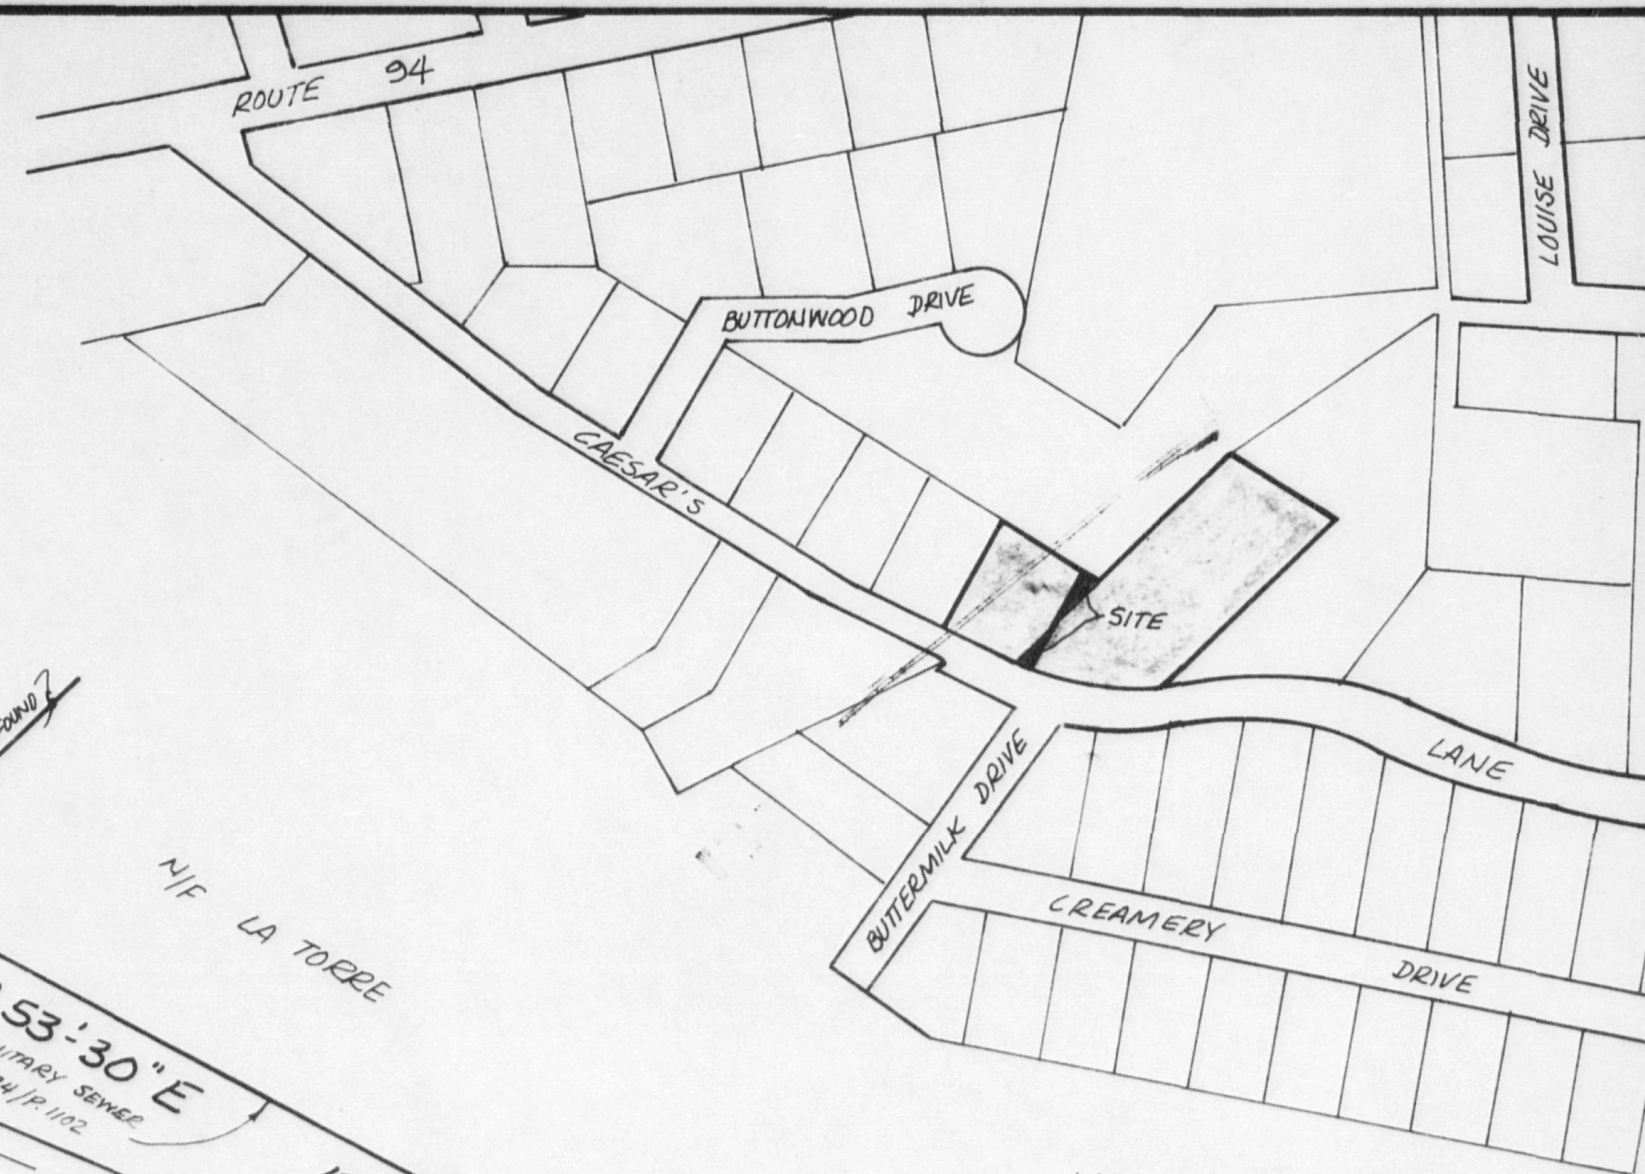 ROUTE 94
LOUISE DRIVE
BUTTONWOOD DRIVE
CAESAR'S
SITE
LANE
BUTTERMILK DRIVE
CREAMERY
DRIVE
FOUND
N/F LA TORRE
53'-30"E
SEWER
/P.1102